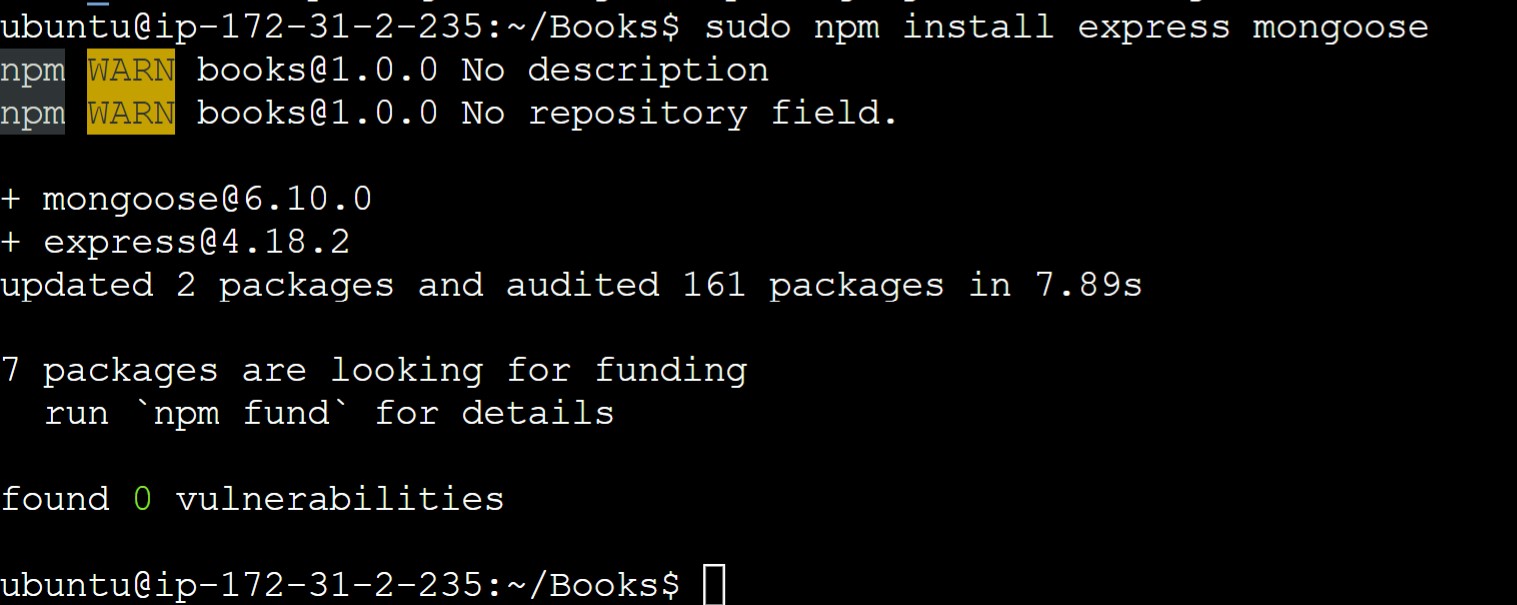 ubuntu@ip-172-31-2-235:~/Books$ sudo npm install express mongoose
npm WARN books@1.0.0 No description
npm WARN books@1.0.0 No repository field.
+ mongoose@6.10.0
+ express@4.18.2
updated 2 packages and audited 161 packages in 7.89s
7 packages are looking for funding
  run `npm fund` for details
found 0 vulnerabilities
ubuntu@ip-172-31-2-235:~/Books$